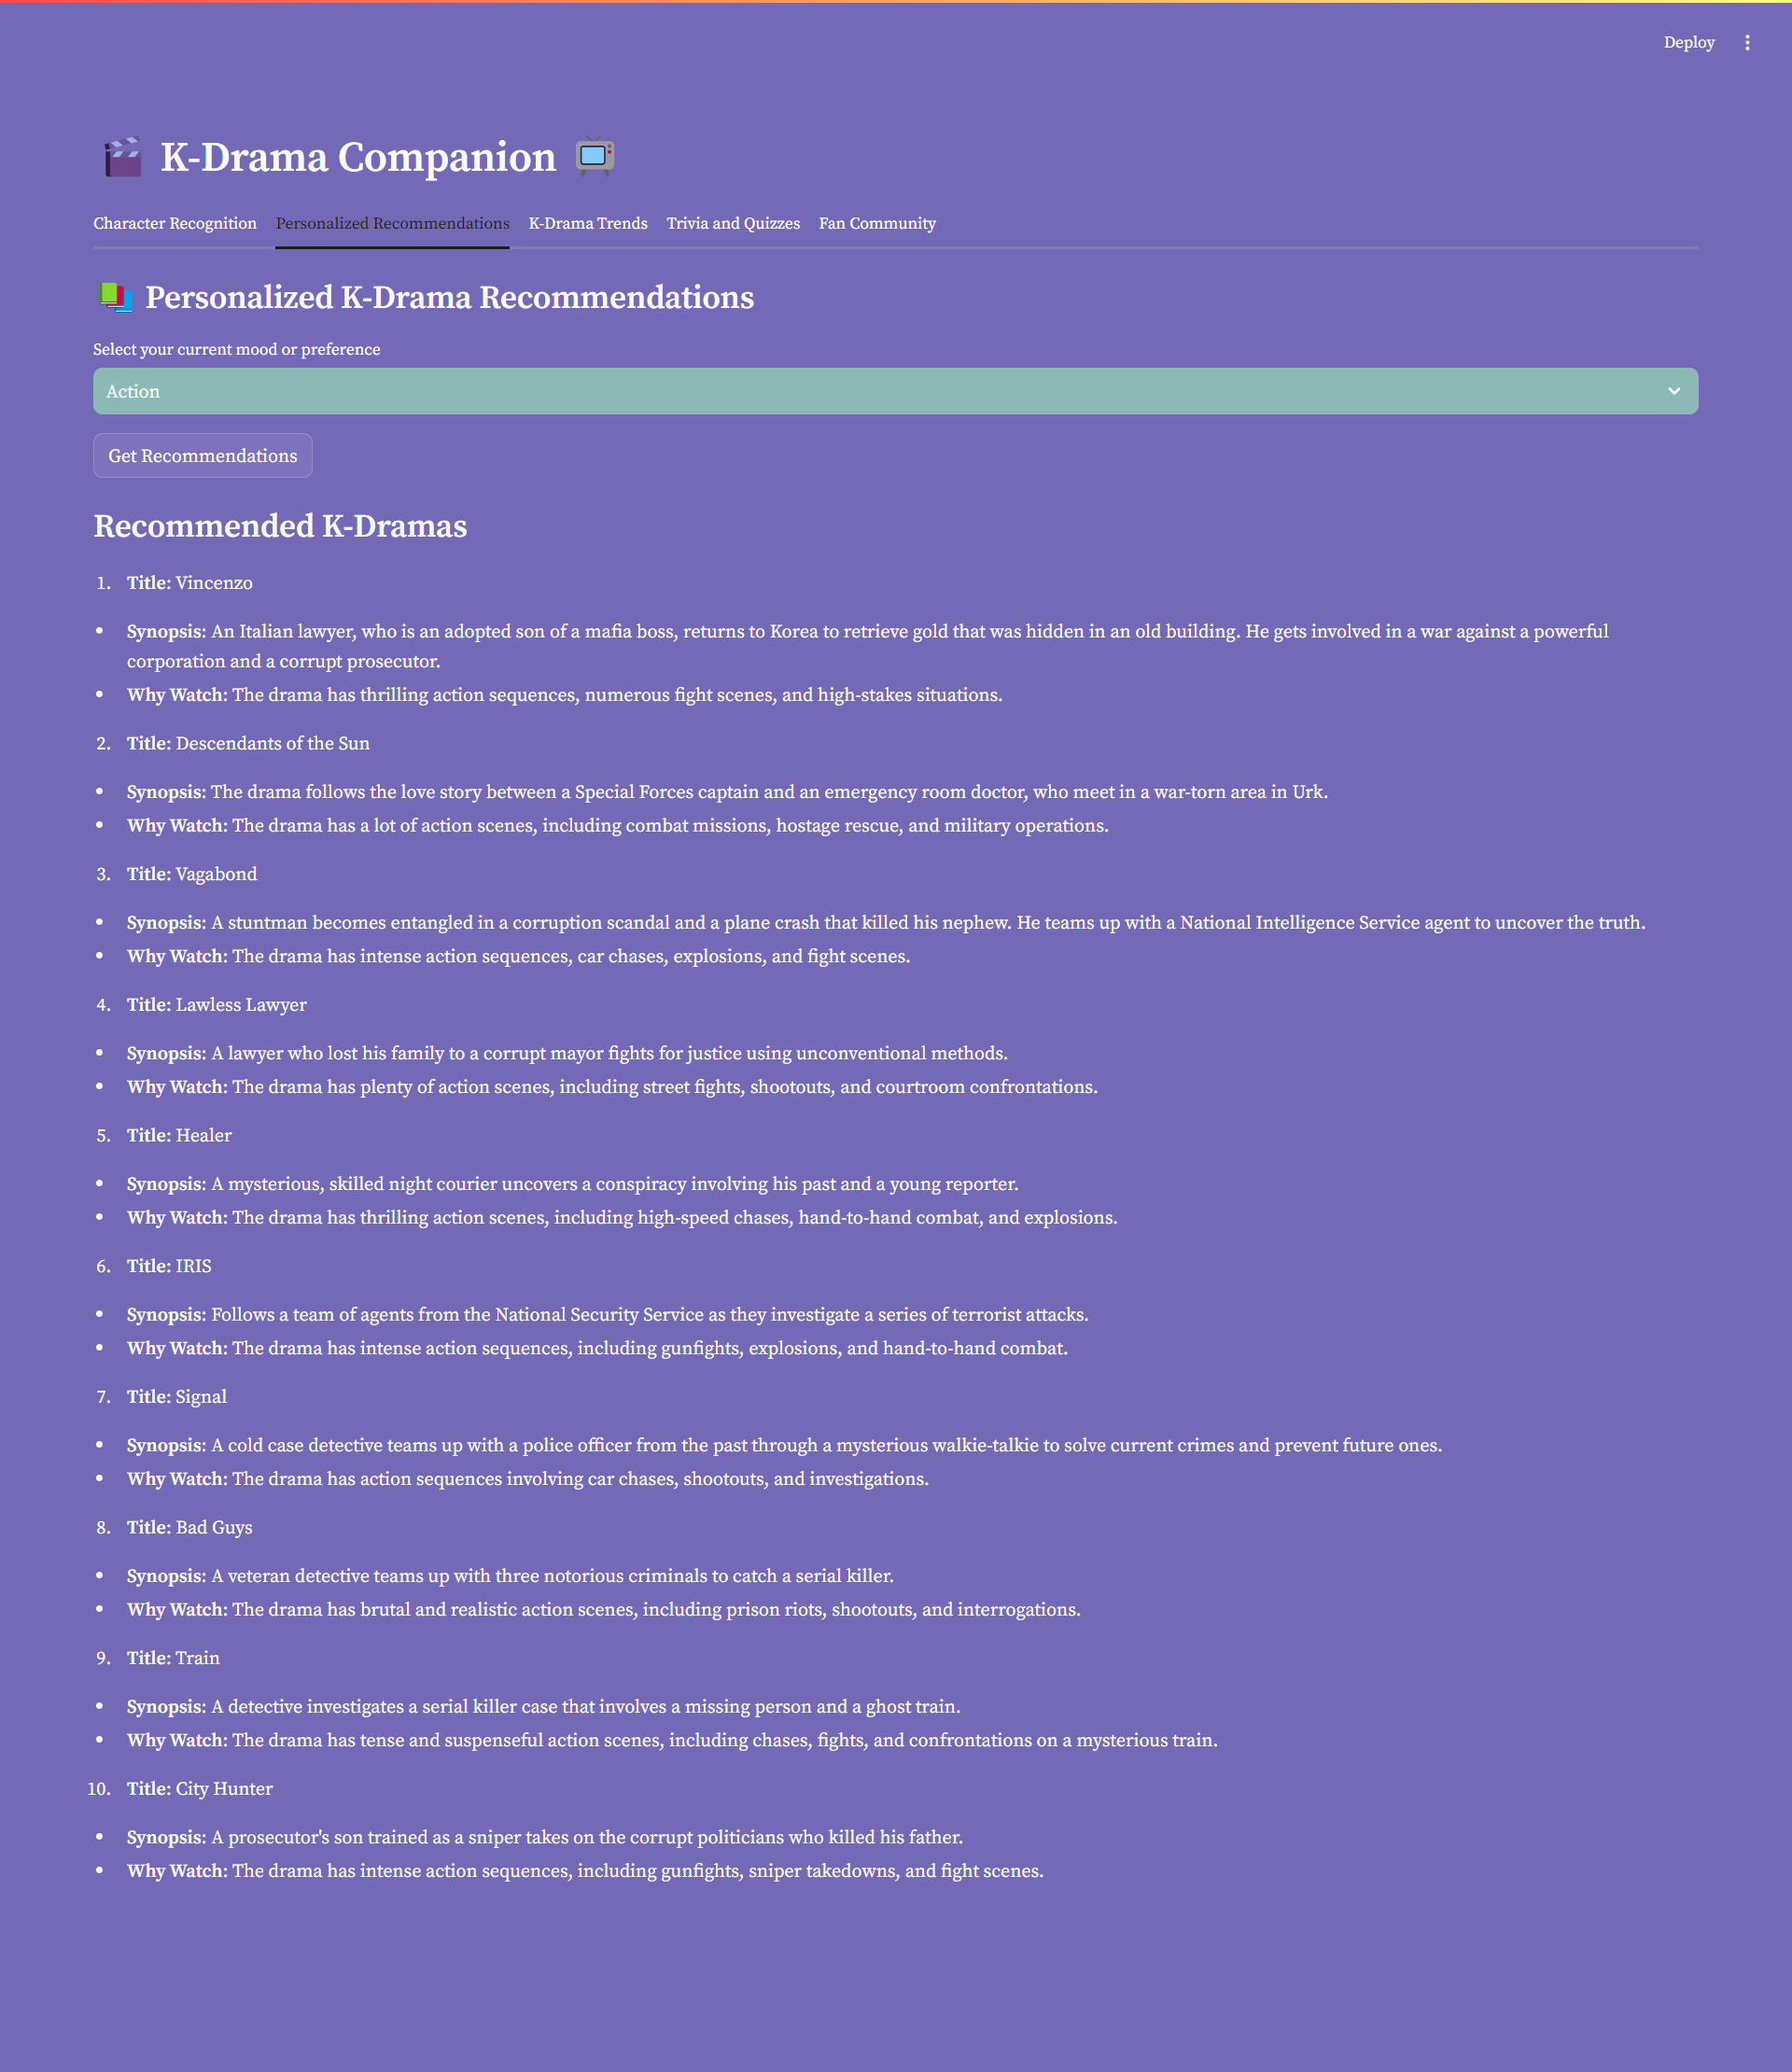 Deploy
K-Drama Companion
Character Recognition Personalized Recommendations K-Drama Trends Trivia and Quizzes Fan Community
Personalized K-Drama Recommendations
Select your current mood or preference
Action
Get Recommendations
Recommended K-Dramas
1. Title: Vincenzo
• Synopsis: An Italian lawyer, who is an adopted son of a mafia boss, returns to Korea to retrieve gold that was hidden in an old building. He gets involved in a war against a powerful
corporation and a corrupt prosecutor.
• Why Watch: The drama has thrilling action sequences, numerous fight scenes, and high-stakes situations.
2. Title: Descendants of the Sun
• Synopsis: The drama follows the love story between a Special Forces captain and an emergency room doctor, who meet in a war-torn area in Urk.
• Why Watch: The drama has a lot of action scenes, including combat missions, hostage rescue, and military operations.
3. Title: Vagabond
• Synopsis: A stuntman becomes entangled in a corruption scandal and a plane crash that killed his nephew. He teams up with a National Intelligence Service agent to uncover the truth.
• Why Watch: The drama has intense action sequences, car chases, explosions, and fight scenes.
4. Title: Lawless Lawyer
• Synopsis: A lawyer who lost his family to a corrupt mayor fights for justice using unconventional methods.
• Why Watch: The drama has plenty of action scenes, including street fights, shootouts, and courtroom confrontations.
5. Title: Healer
• Synopsis: A mysterious, skilled night courier uncovers a conspiracy involving his past and a young reporter.
• Why Watch: The drama has thrilling action scenes, including high-speed chases, hand-to-hand combat, and explosions.
6. Title: IRIS
• Synopsis: Follows a team of agents from the National Security Service as they investigate a series of terrorist attacks.
• Why Watch: The drama has intense action sequences, including gunfights, explosions, and hand-to-hand combat.
7. Title: Signal
• Synopsis: A cold case detective teams up with a police officer from the past through a mysterious walkie-talkie to solve current crimes and prevent future ones.
• Why Watch: The drama has action sequences involving car chases, shootouts, and investigations.
8. Title: Bad Guys
• Synopsis: A veteran detective teams up with three notorious criminals to catch a serial killer.
• Why Watch: The drama has brutal and realistic action scenes, including prison riots, shootouts, and interrogations.
9. Title: Train
• Synopsis: A detective investigates a serial killer case that involves a missing person and a ghost train.
• Why Watch: The drama has tense and suspenseful action scenes, including chases, fights, and confrontations on a mysterious train.
10. Title: City Hunter
• Synopsis: A prosecutor's son trained as a sniper takes on the corrupt politicians who killed his father.
• Why Watch: The drama has intense action sequences, including gunfights, sniper takedowns, and fight scenes.